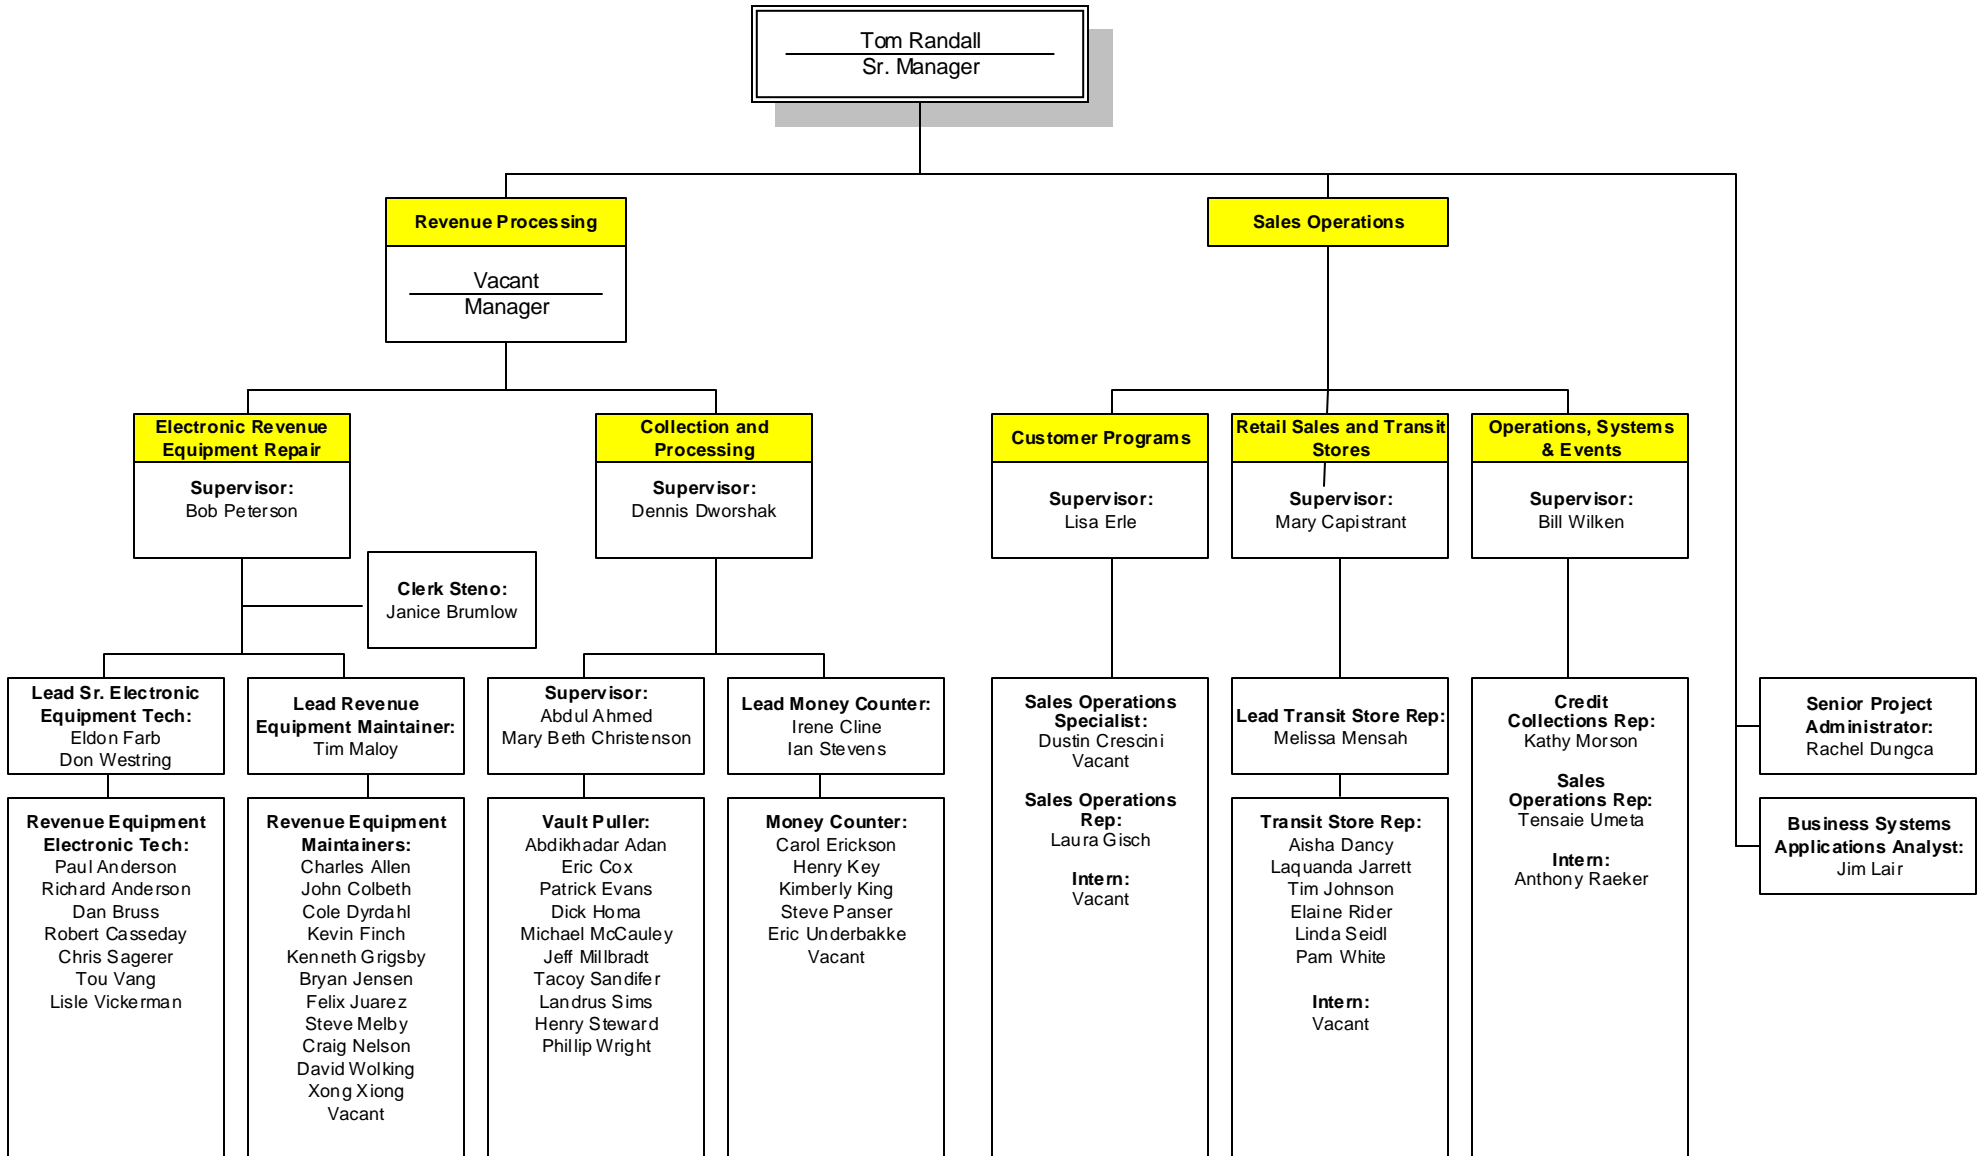 Tom Randall
Sr. Manager
Revenue Processing
Vacant
Manager
Sales Operations
Electronic Revenue
Equipment Repair
Supervisor:
Bob Peterson
Collection and
Processing
Supervisor:
Dennis Dworshak
Customer Programs
Supervisor:
Lisa Erle
Retail Sales and Transit
Stores
Supervisor:
Mary Capistrant
Operations, Systems
& Events
Supervisor:
Bill Wilken
Clerk Steno:
Janice Brumlow
Lead Sr. Electronic
Equipment Tech:
Eldon Farb
Don Westring
Lead Revenue
Equipment Maintainer:
Tim Maloy
Supervisor:
Abdul Ahmed
Mary Beth Christenson
Lead Money Counter:
Irene Cline
Ian Stevens
Sales Operations
Specialist:
Dustin Crescini
Vacant
Sales Operations
Rep:
Laura Gisch
Intern:
Vacant
Lead Transit Store Rep:
Melissa Mensah
Credit
Collections Rep:
Kathy Morson
Sales
Operations Rep:
Tensaie Umeta
Intern:
Anthony Raeker
Senior Project
Administrator:
Rachel Dungca
Business Systems
Applications Analyst:
Jim Lair
Revenue Equipment
Electronic Tech:
Paul Anderson
Richard Anderson
Dan Bruss
Robert Casseday
Chris Sagerer
Tou Vang
Lisle Vickerman
Revenue Equipment
Maintainers:
Charles Allen
John Colbeth
Cole Dyrdahl
Kevin Finch
Kenneth Grigsby
Bryan Jensen
Felix Juarez
Steve Melby
Craig Nelson
David Wolking
Xong Xiong
Vacant
Vault Puller:
Abdikhadar Adan
Eric Cox
Patrick Evans
Dick Homa
Michael McCauley
Jeff Millbradt
Tacoy Sandifer
Landrus Sims
Henry Steward
Phillip Wright
Money Counter:
Carol Erickson
Henry Key
Kimberly King
Steve Panser
Eric Underbakke
Vacant
Transit Store Rep:
Aisha Dancy
Laquanda Jarrett
Tim Johnson
Elaine Rider
Linda Seidl
Pam White
Intern:
Vacant